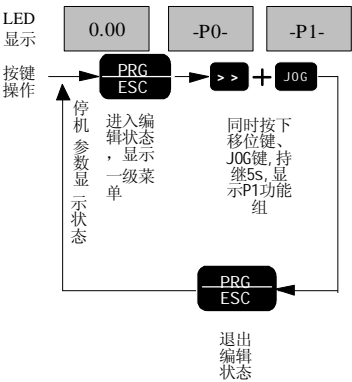 LED
显示
0.00
-P0-
-P1-
按键
操作
PRG
ESC
>>
+
JOG
停
机
参
数
显
示
状
态
进入编
辑状态
，显示
一级菜
单
同时按下
移位键、
JOG键,持
继5s,显
示P1功能
组
PRG
ESC
退出
编辑
状态